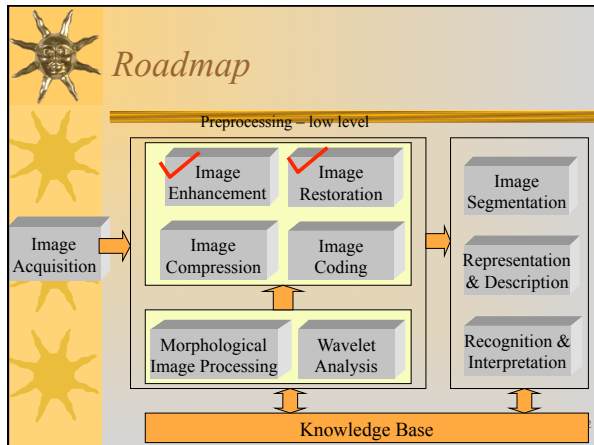 Roadmap
Preprocessing – low level
Image
Enhancement
Image
Restoration
Image
Compression
Image
Coding
Image
Acquisition
Morphological
Image Processing
Wavelet
Analysis
Image
Segmentation
Representation
& Description
Recognition &
Interpretation
Knowledge Base